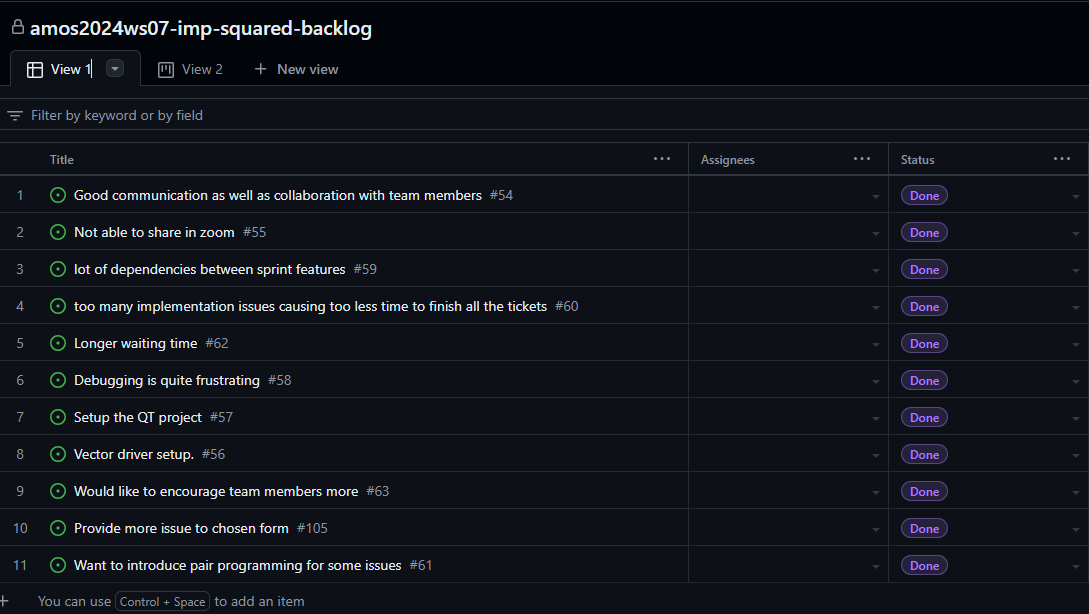 amos2024ws07-imp-squared-backlog
View 1 View 2 New view
Filter by keyword or by field
Title ... Assignees ... Status ...
1 Good communication as well as collaboration with team members #54 Done
2 Not able to share in zoom #55 Done
3 lot of dependencies between sprint features #59 Done
4 too many implementation issues causing too less time to finish all the tickets #60 Done
5 Longer waiting time #62 Done
6 Debugging is quite frustrating #58 Done
7 Setup the QT project #57 Done
8 Vector driver setup. #56 Done
9 Would like to encourage team members more #63 Done
10 Provide more issue to chosen form #105 Done
11 Want to introduce pair programming for some issues #61 Done
+ You can use Control + Space to add an item